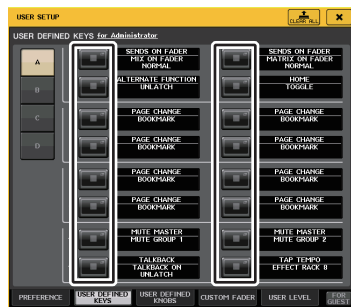 USER SETUP
CLEAR ALL
USER DEFINED KEYS for Administrator
A
B
C
D
SENDS ON FADER
MIX ON FADER
NORMAL
SENDS ON FADER
MATRIX ON FADER
NORMAL
ALTERNATE FUNCTION
UNLATCH
HOME
TOGGLE
PAGE CHANGE
BOOKMARK
PAGE CHANGE
BOOKMARK
PAGE CHANGE
BOOKMARK
PAGE CHANGE
BOOKMARK
PAGE CHANGE
BOOKMARK
PAGE CHANGE
BOOKMARK
PAGE CHANGE
BOOKMARK
PAGE CHANGE
BOOKMARK
MUTE MASTER
MUTE GROUP 1
MUTE MASTER
MUTE GROUP 2
TALKBACK
TALKBACK ON
UNLATCH
TAP TEMPO
EFFECT RACK 8
PREFERENCE
USER DEFINED
KEYS
USER DEFINED
KNOBS
CUSTOM FADER
USER LEVEL
FOR
GUEST